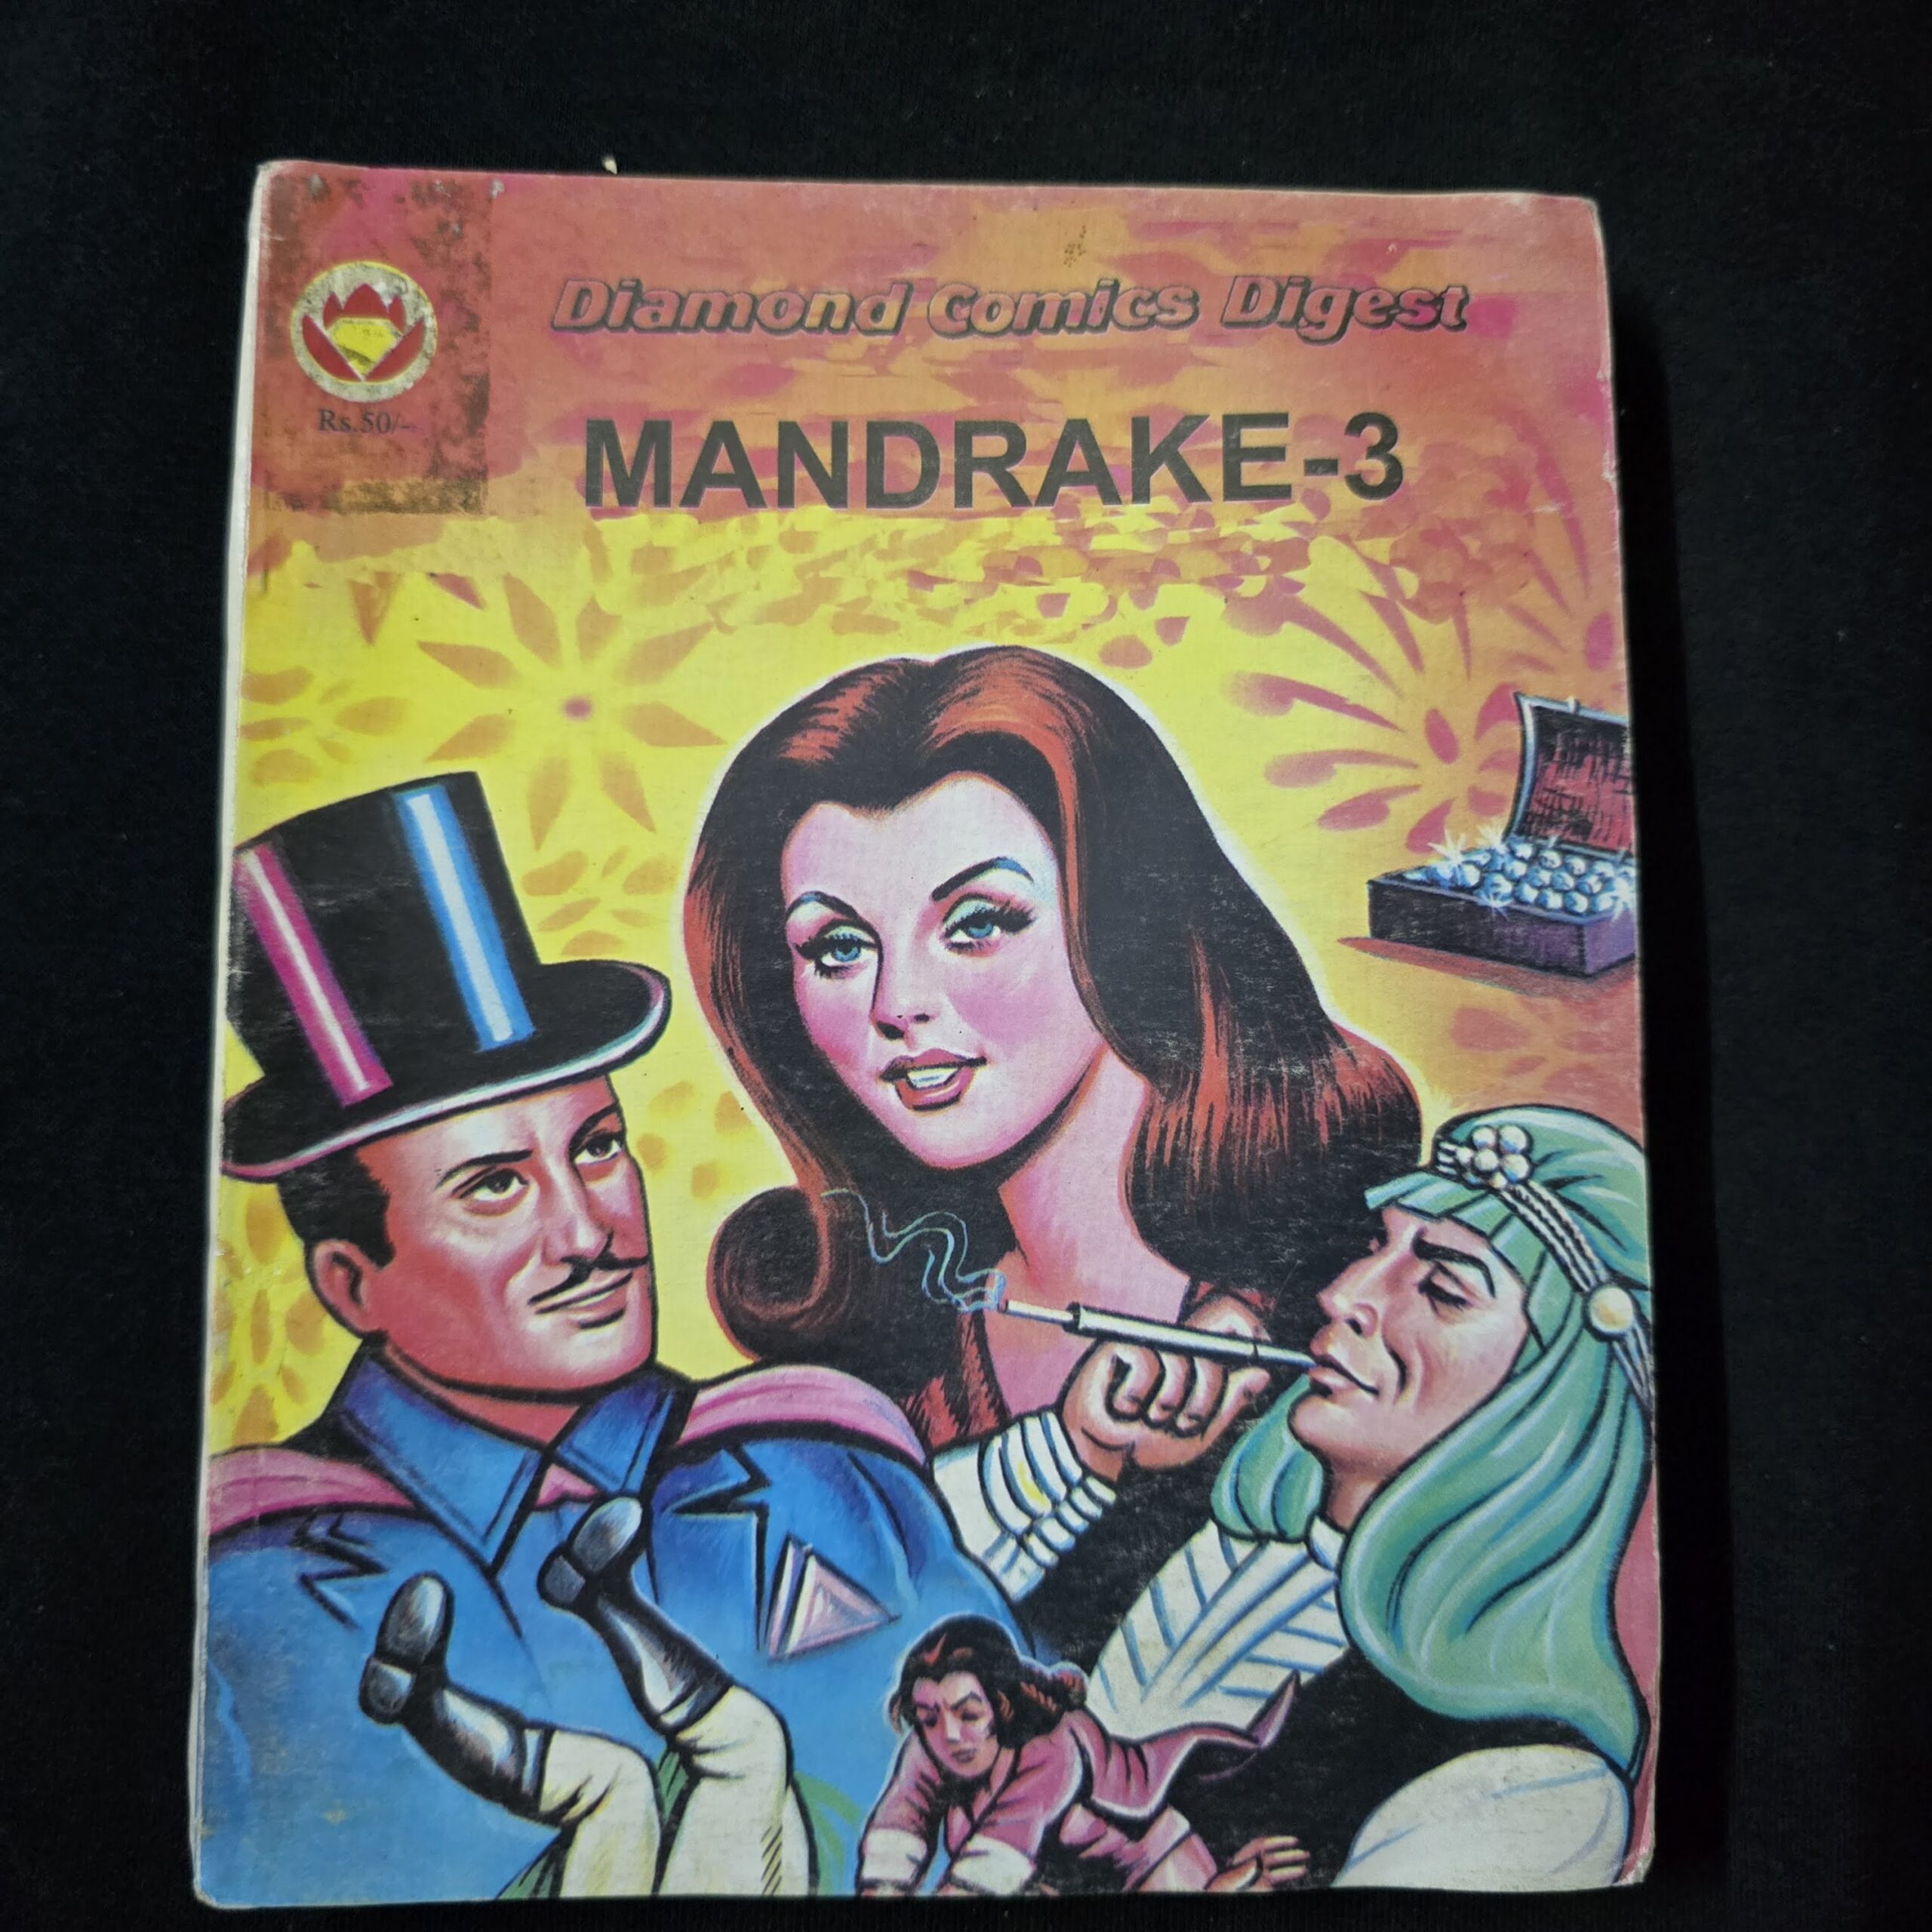 Diamond Comics Digest
Rs.50/-
MANDRAKE-3